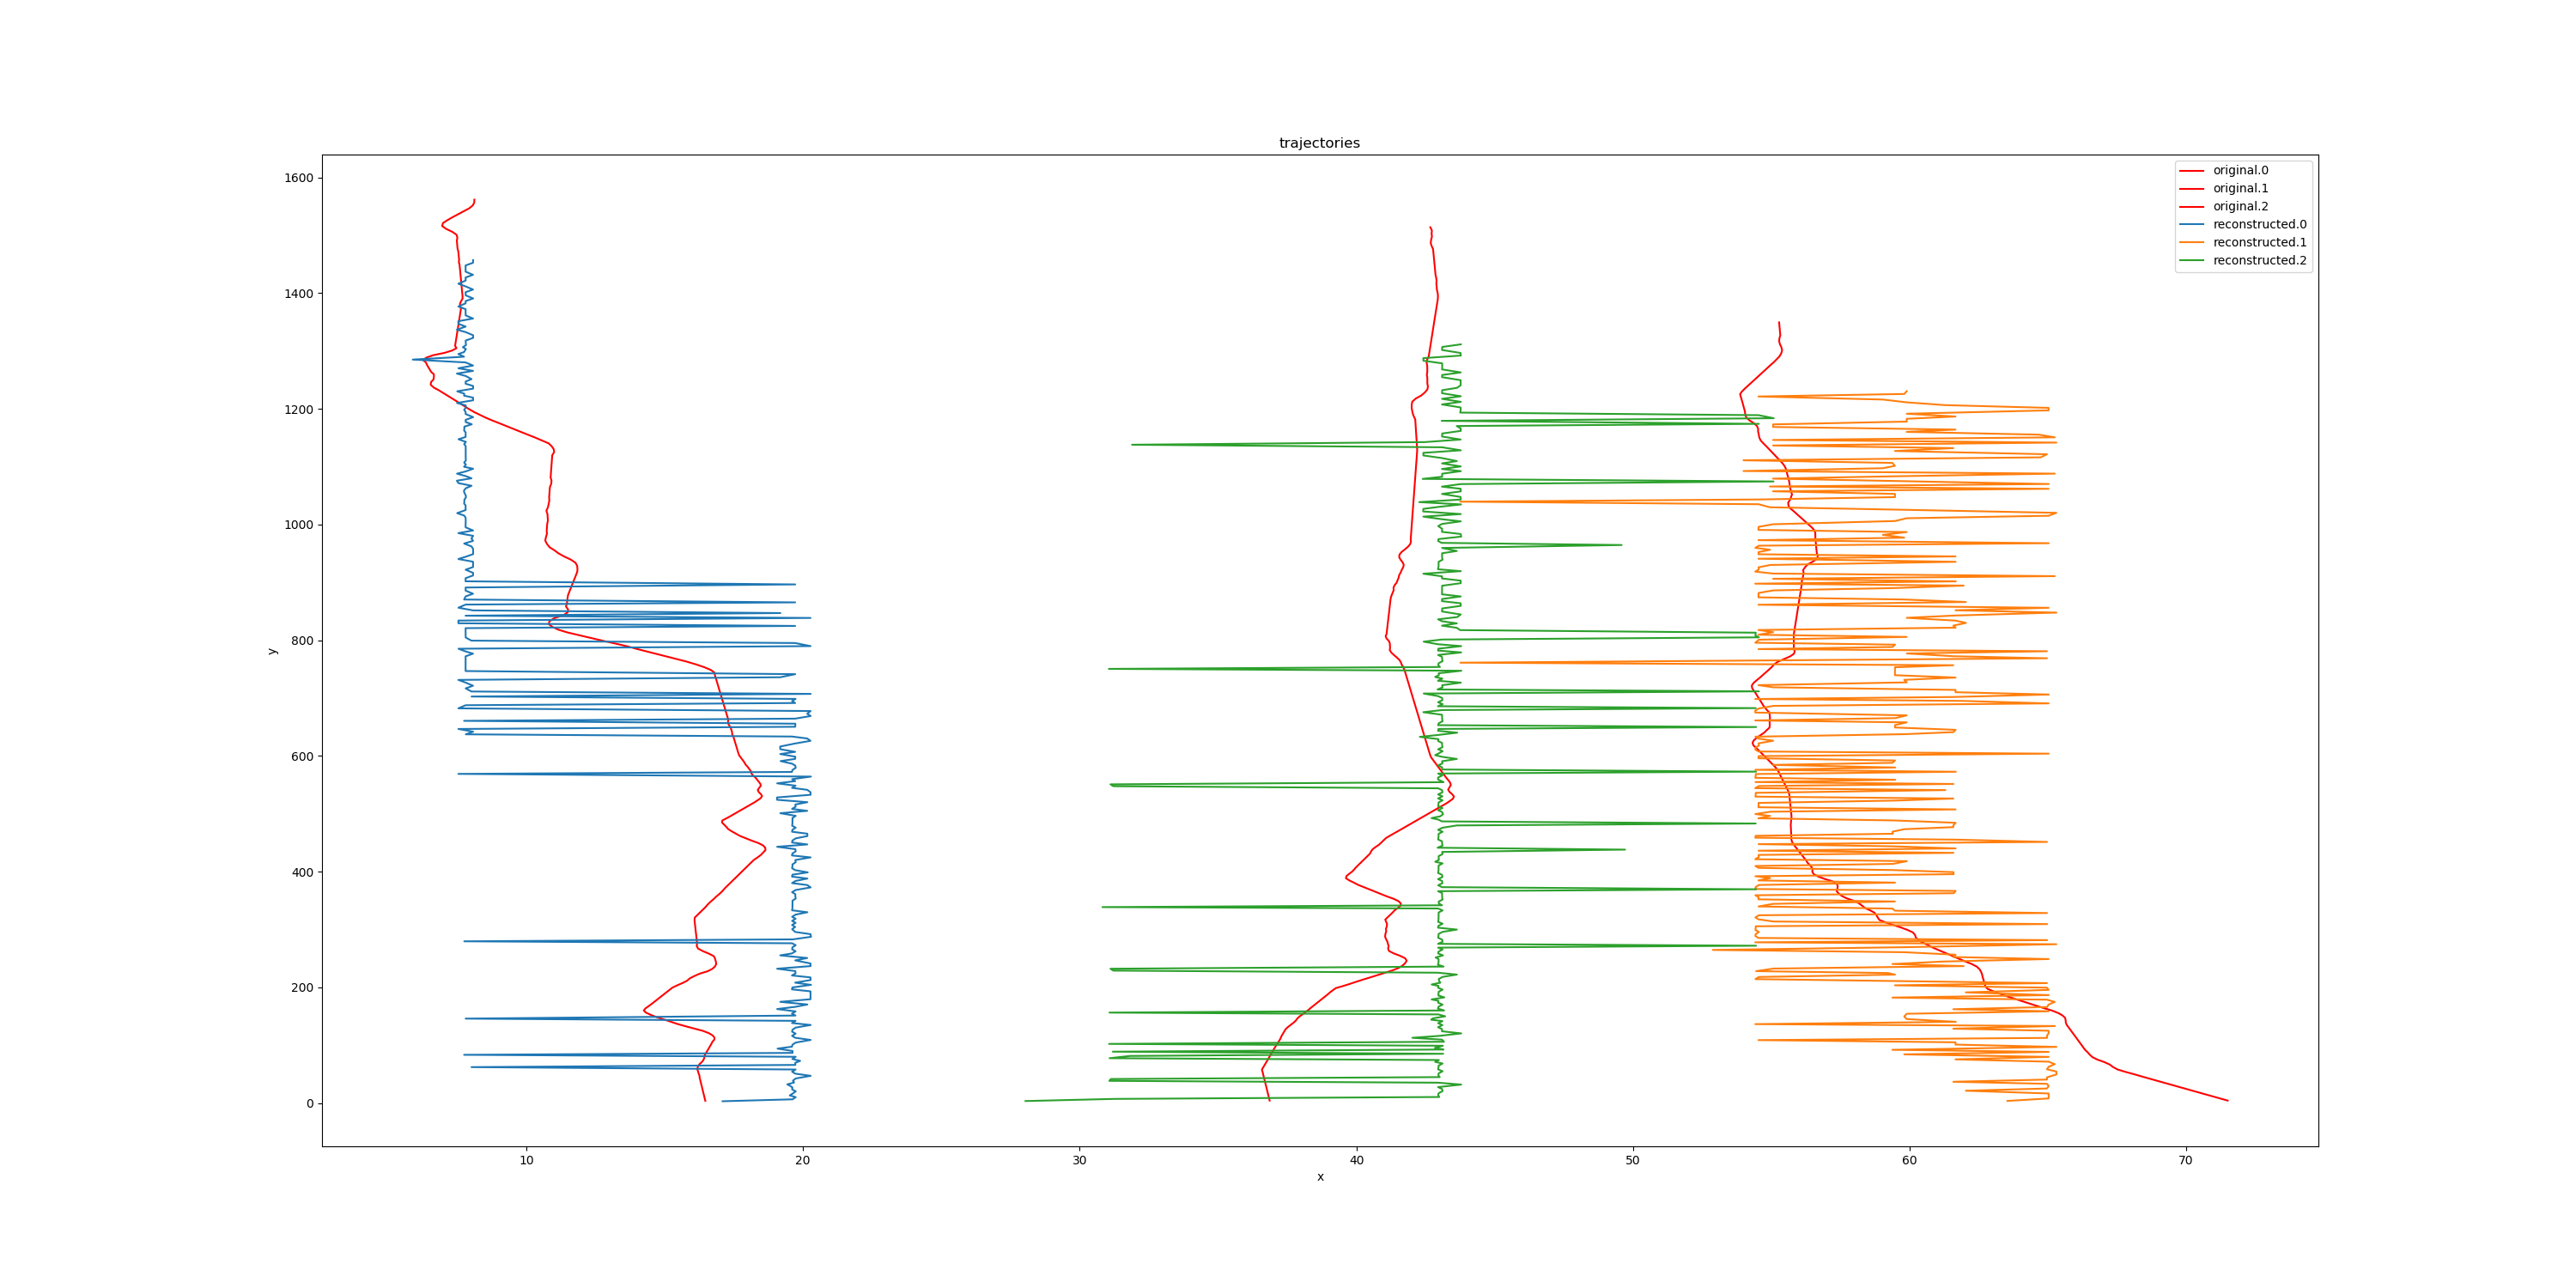 trajectories
original.0
original.1
original.2
reconstructed.0
reconstructed.1
reconstructed.2
1600
1400
1200
1000
800
600
400
200
0
y
10 20 30 40 50 60 70
x